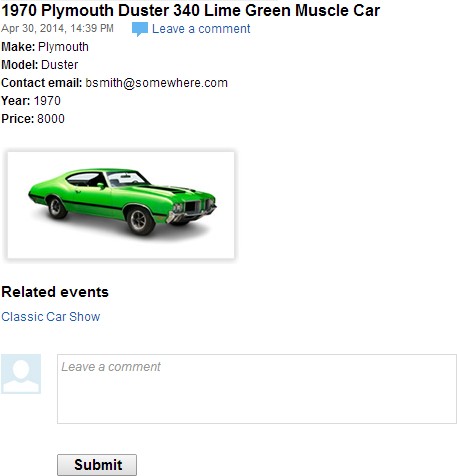 1970 Plymouth Duster 340 Lime Green Muscle Car
Apr 30, 2014, 14:39 PM Leave a comment
Make: Plymouth
Model: Duster
Contact email: bsmith@somewhere.com
Year: 1970
Price: 8000
Related events
Classic Car Show
Leave a comment
Submit